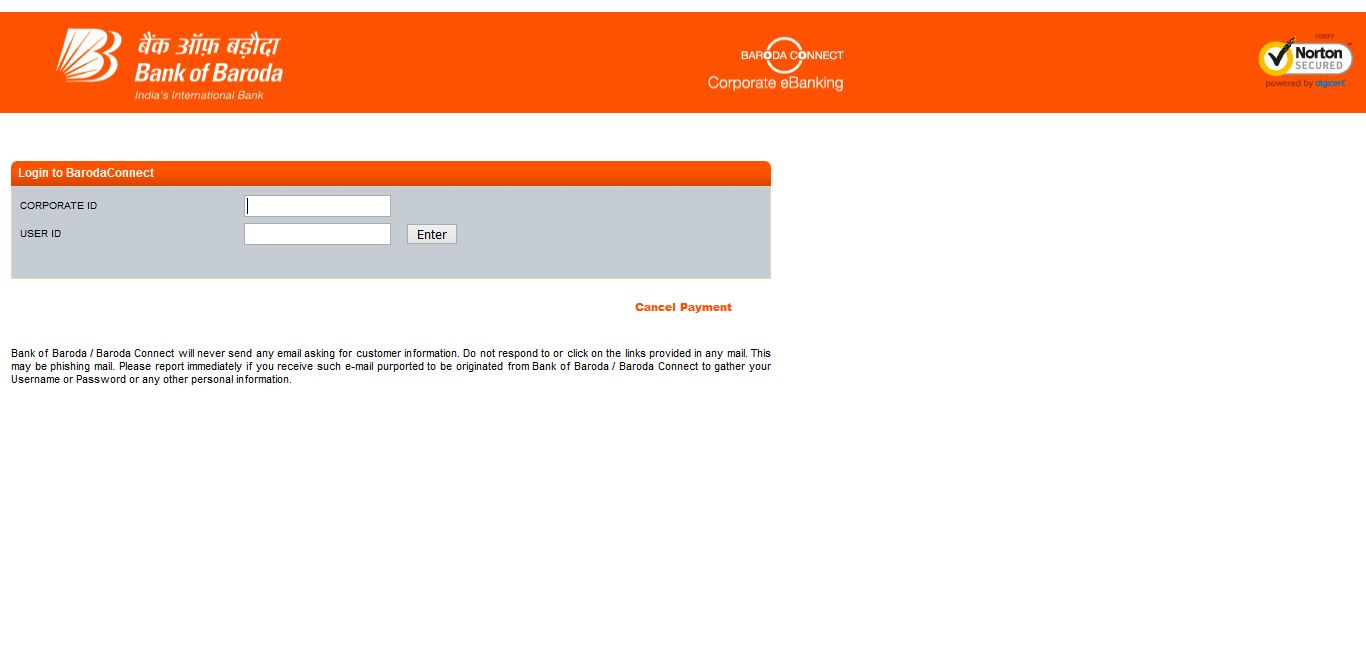 बैंक ऑफ़ बड़ौदा
Bank of Baroda
India's International Bank
BARODA CONNECT
Corporate eBanking
VERIFY
Norton
SECURED
powered by digicert
Login to BarodaConnect
CORPORATE ID
USER ID
Enter
Cancel Payment
Bank of Baroda / Baroda Connect will never send any email asking for customer information. Do not respond to or click on the links provided in any mail. This
may be phishing mail. Please report immediately if you receive such e-mail purported to be originated from Bank of Baroda / Baroda Connect to gather your
Username or Password or any other personal information.